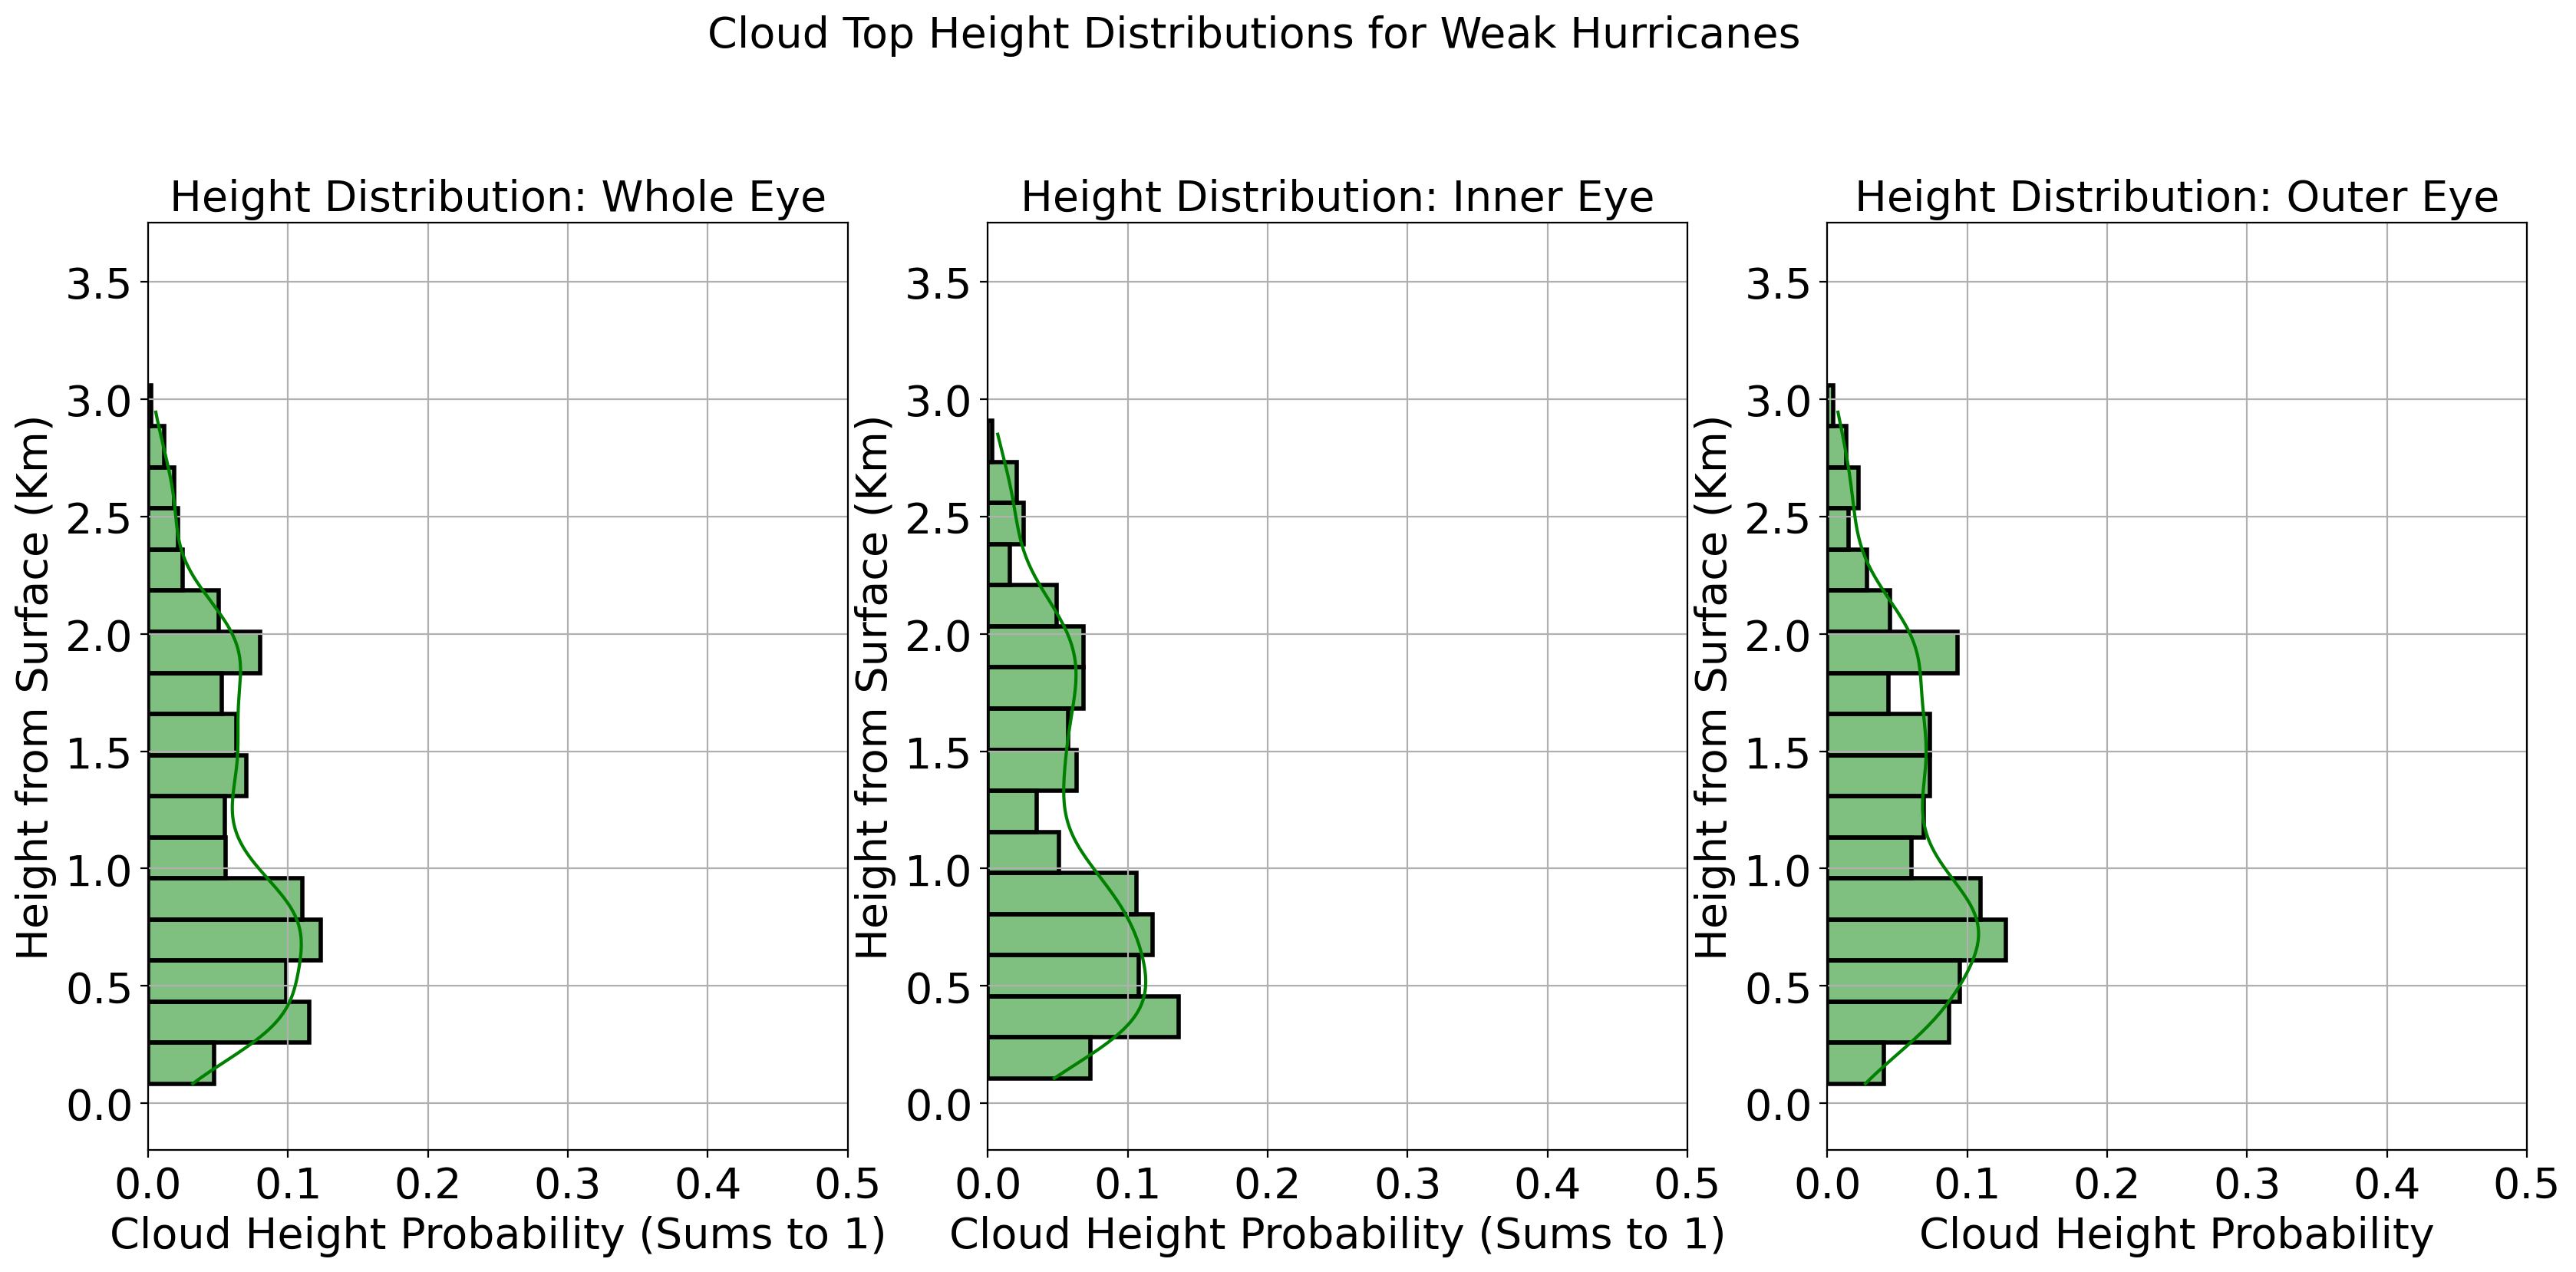 Cloud Top Height Distributions for Weak Hurricanes
Height Distribution: Whole Eye
Height from Surface (Km)
3.5
3.0
2.5
2.0
1.5
1.0
0.5
0.0
0.0 0.1 0.2 0.3 0.4 0.5
Cloud Height Probability (Sums to 1)
Height Distribution: Inner Eye
Height from Surface (Km)
3.5
3.0
2.5
2.0
1.5
1.0
0.5
0.0
0.0 0.1 0.2 0.3 0.4 0.5
Cloud Height Probability (Sums to 1)
Height Distribution: Outer Eye
Height from Surface (Km)
3.5
3.0
2.5
2.0
1.5
1.0
0.5
0.0
0.0 0.1 0.2 0.3 0.4 0.5
Cloud Height Probability